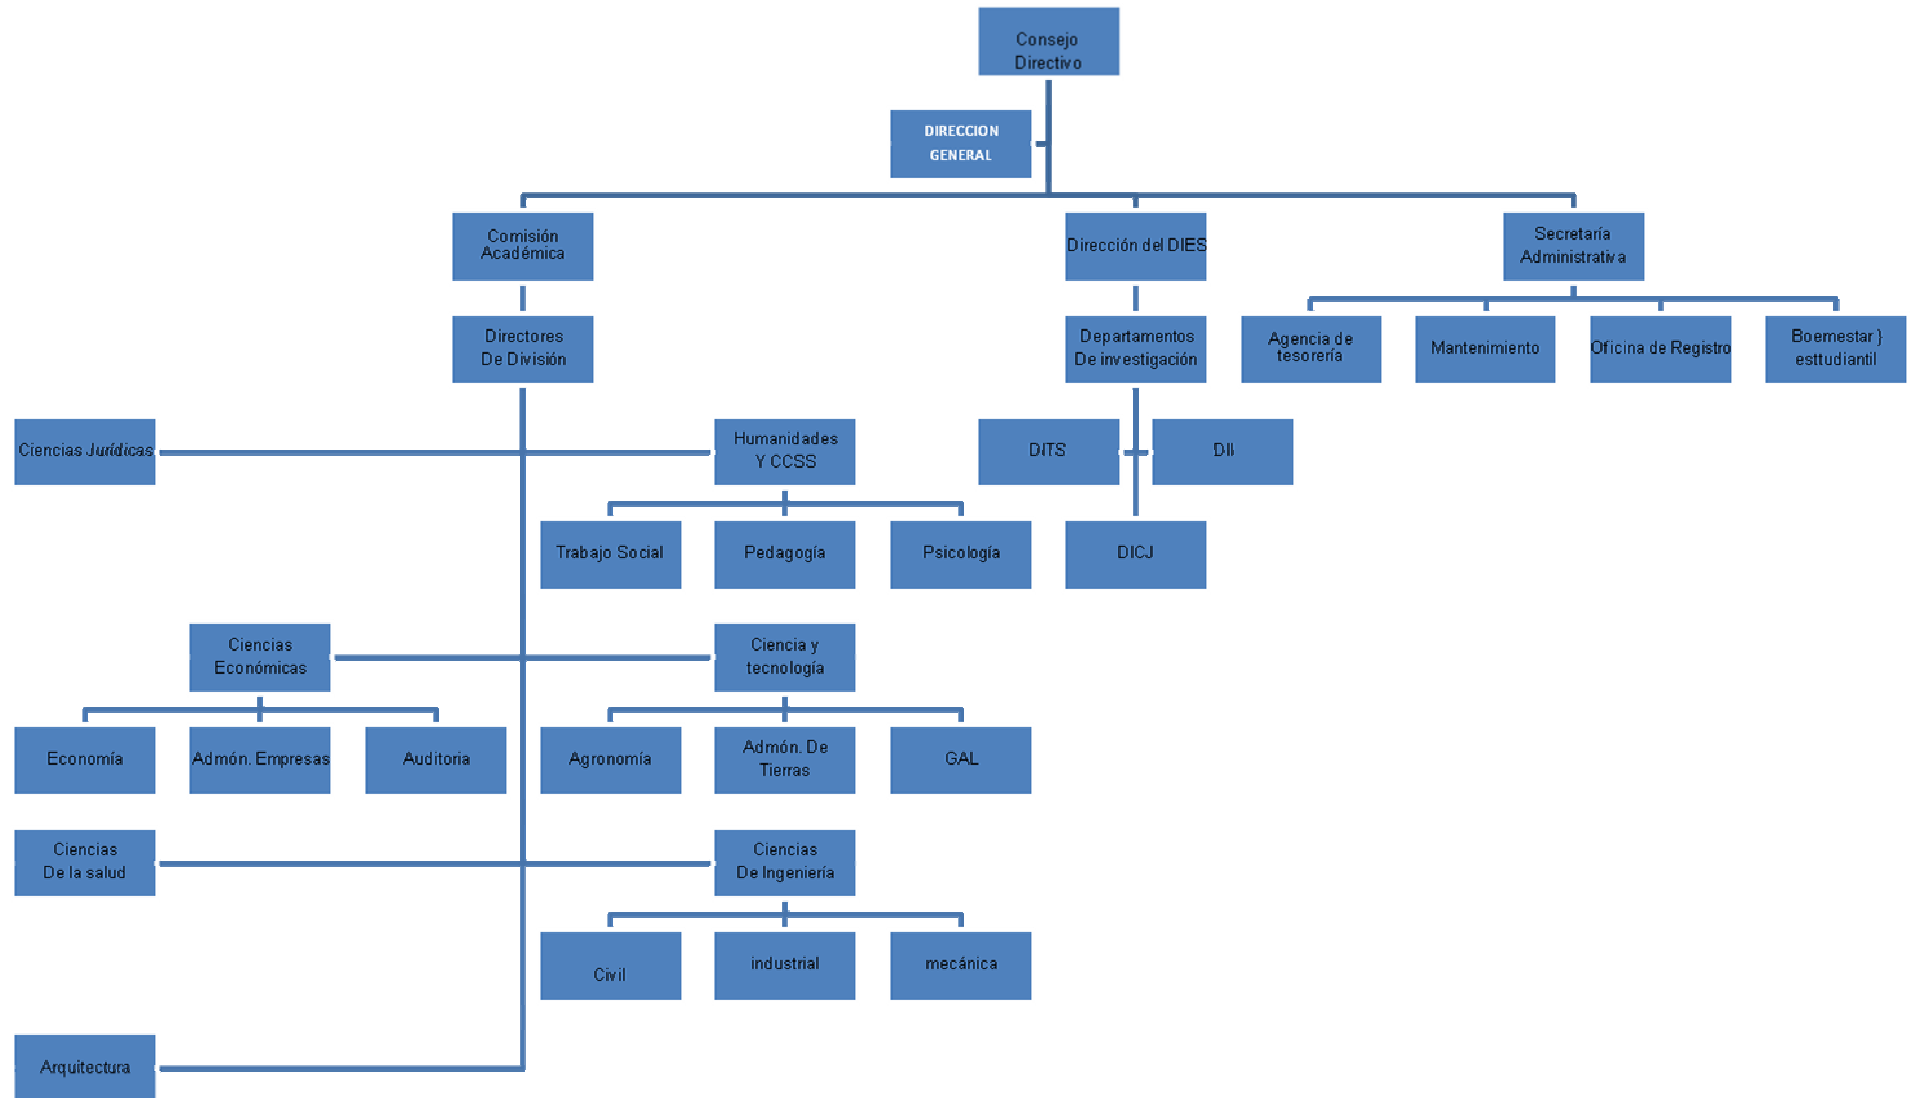 Consejo
Directivo
DIRECCION
GENERAL
Comisión
Académica
Dirección del DIES
Secretaría
Administrativa
Directores
De División
Departamentos
De investigación
Agencia de
tesorería
Mantenimiento
Oficina de Registro
Boemestar }
esttudiantil
Ciencias Jurídicas
Humanidades
Y CCSS
DITS
DII
Trabajo Social
Pedagogía
Psicología
DICJ
Ciencias
Económicas
Ciencia y
tecnología
Economía
Admón. Empresas
Auditoria
Agronomía
Admón. De
Tierras
GAL
Ciencias
De la salud
Ciencias
De Ingeniería
Civil
industrial
mecánica
Arquitectura